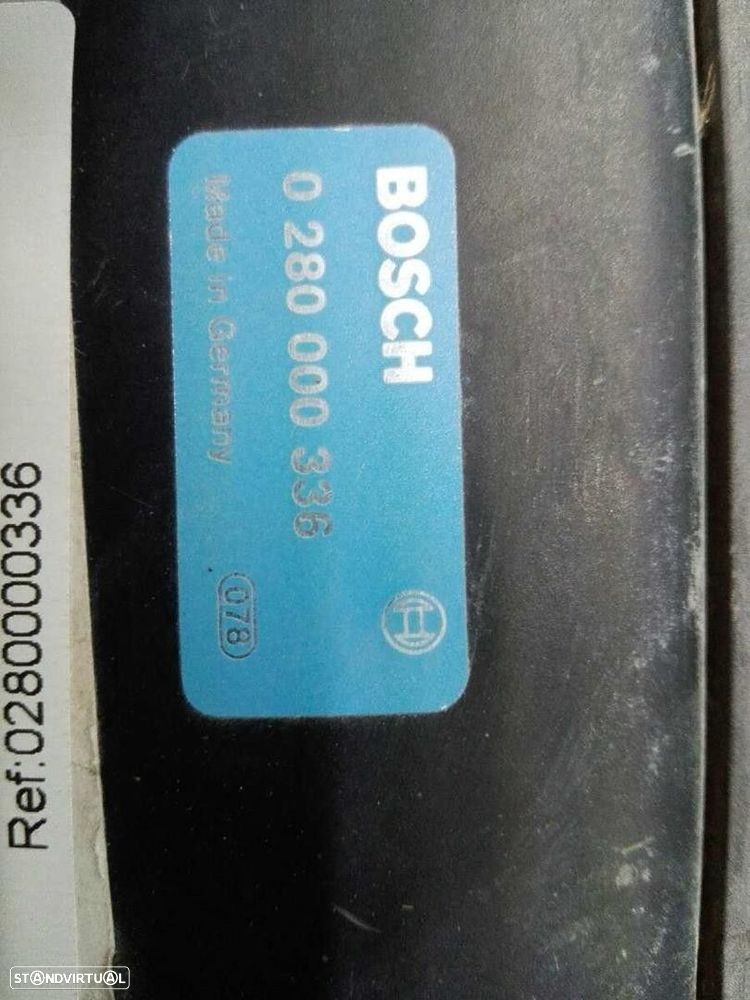 BOSCH
0 280 000 336
Made in Germany
078
Ref:0280000336
STANDVIRTUAL